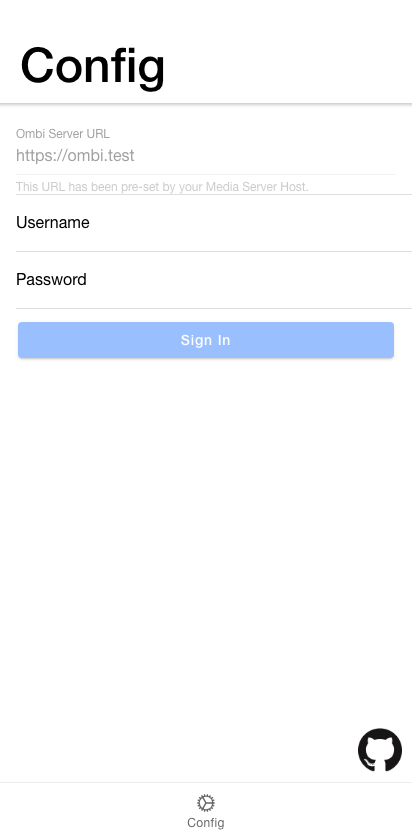 Config
Ombi Server URL
https://ombi.test
This URL has been pre-set by your Media Server Host.
Username
Password
Sign In
Config